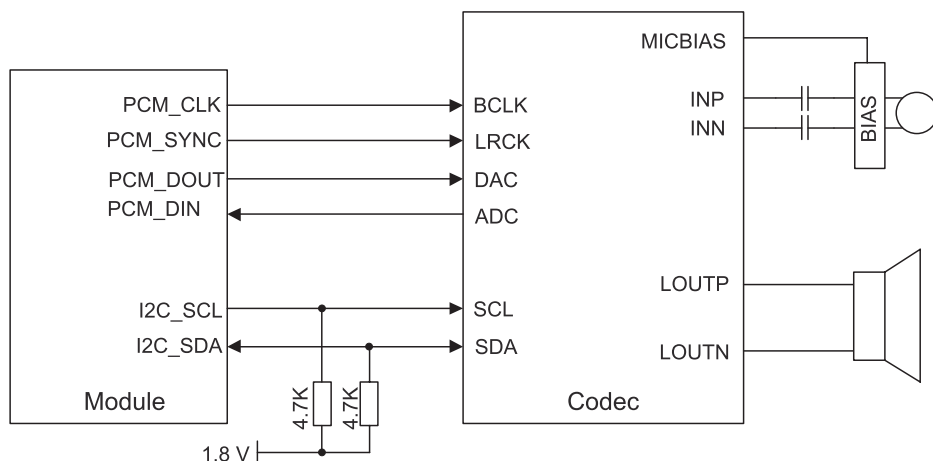 PCM_CLK
PCM_SYNC
PCM_DOUT
PCM_DIN
I2C_SCL
I2C_SDA
Module
4.7K
4.7K
1.8 V
BCLK
LRCK
DAC
ADC
SCL
SDA
MICBIAS
INP
INN
LOUTP
LOUTN
Codec
BIAS